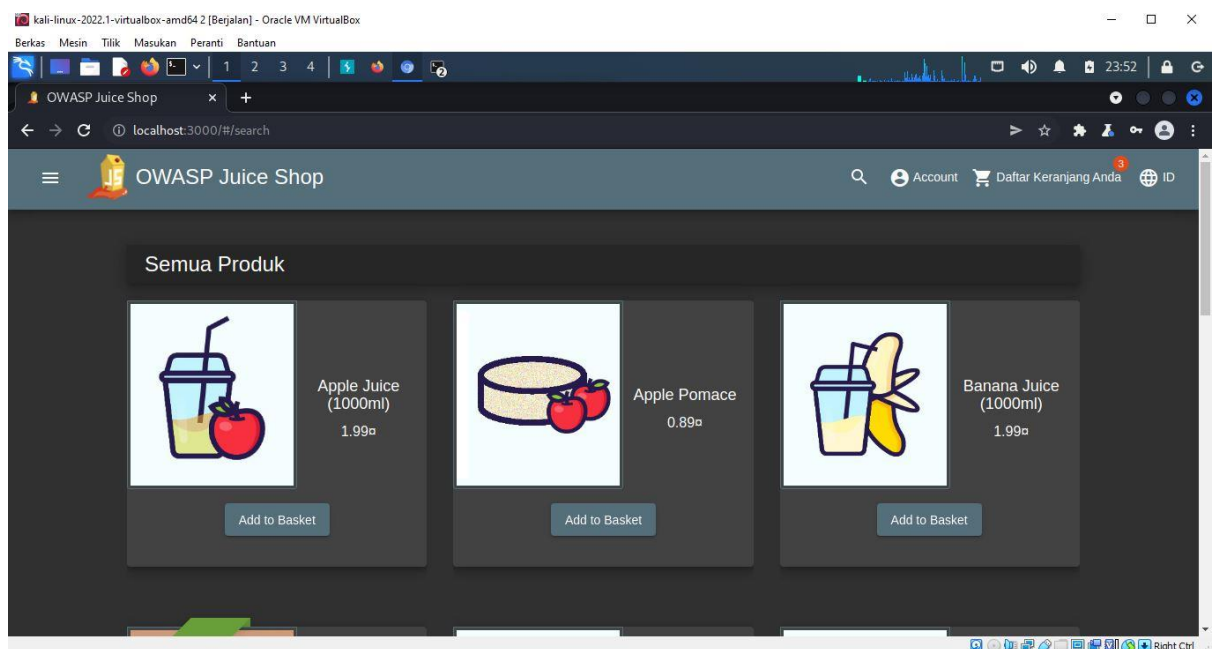 kali-linux-2022.1-virtualbox-amd64 2 [Berjalan] - Oracle VM VirtualBox
Berkas Mesin Tilik Masukan Peranti Bantuan
1 2 3 4 2 23:52
OWASP Juice Shop
localhost:3000/#/search
JS OWASP Juice Shop Account Daftar Keranjang Anda 3 ID
Semua Produk
Apple Juice
(1000ml)
1.99¤
Add to Basket
Apple Pomace
0.89¤
Add to Basket
Banana Juice
(1000ml)
1.99¤
Add to Basket
Right Ctrl